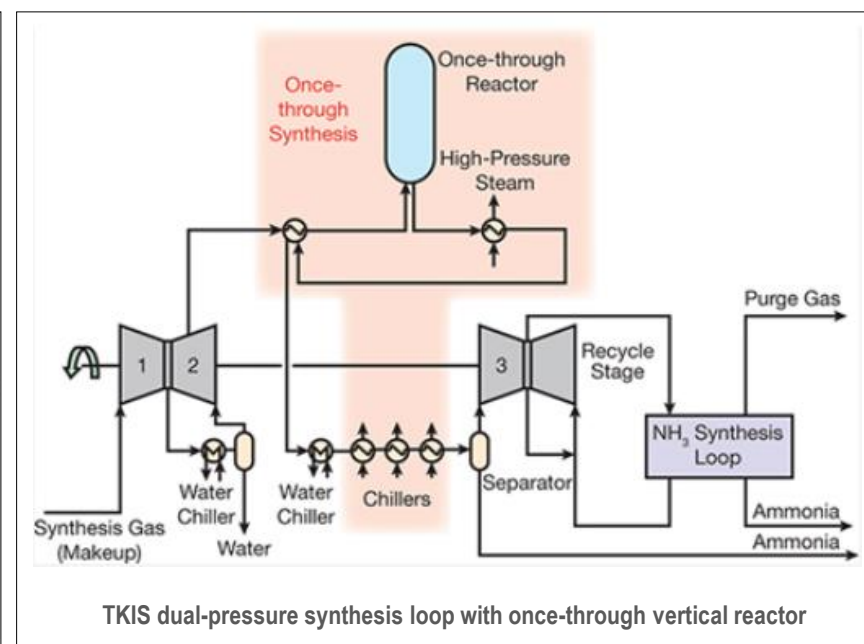 Once-
through
Synthesis
Once-through
Reactor
High-Pressure
Steam
Purge Gas
1
2
3
Recycle
Stage
NH₃ Synthesis
Loop
Water
Chiller
Water
Chiller
Chillers
Separator
Synthesis Gas
(Makeup)
Water
Ammonia
Ammonia
TKIS dual-pressure synthesis loop with once-through vertical reactor